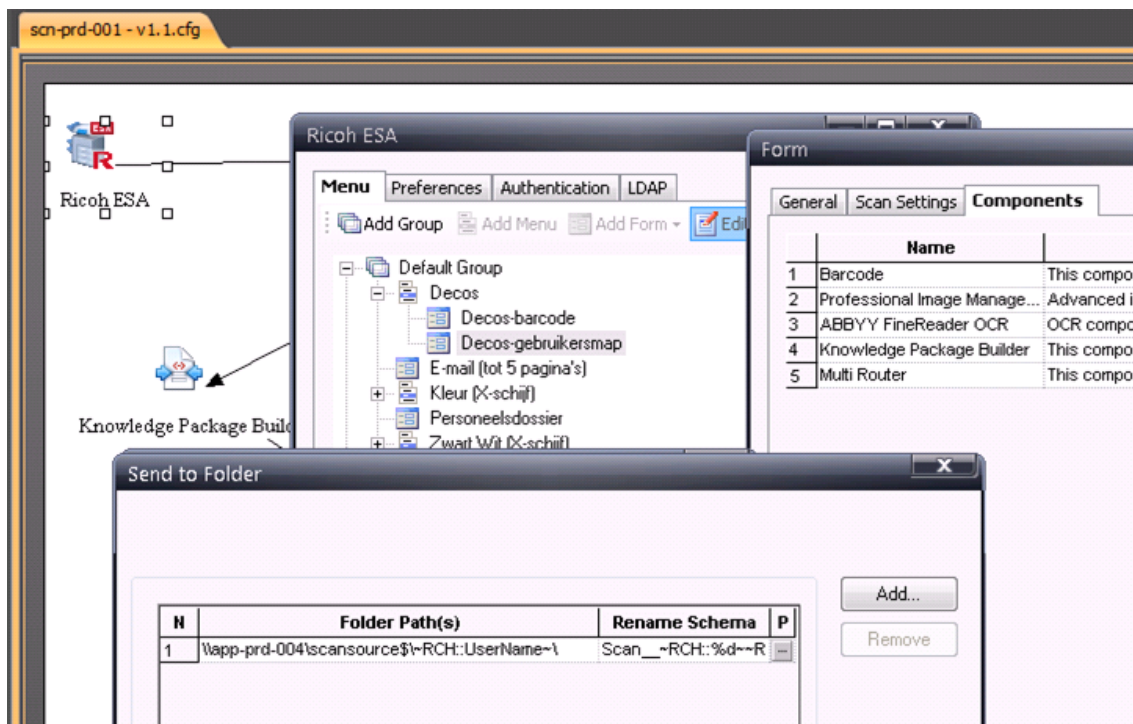 scn-prd-001 - v1.1.cfg
ESA
R
Ricoh ESA
Knowledge Package
Ricoh ESA
Menu Preferences Authentication LDAP
Add Group Add Menu Add Form
Default Group
Decos
Decos-barcode
Decos-gebruikersmap
E-mail (tot 5 pagina's)
Kleur (X-schijf)
Personeelsdossier
Zwart Wit (X-schijf)
Form
General Scan Settings Components
Name
1 Barcode This compo
2 Professional Image Manage... Advanced i
3 ABBYY FineReader OCR OCR compo
4 Knowledge Package Builder This compo
5 Multi Router This compo
Send to Folder
N Folder Path(s) Rename Schema P
1 \\app-prd-004\scansource$\~RCH::UserName~\ Scan__~RCH::%d~~R
Add...
Remove